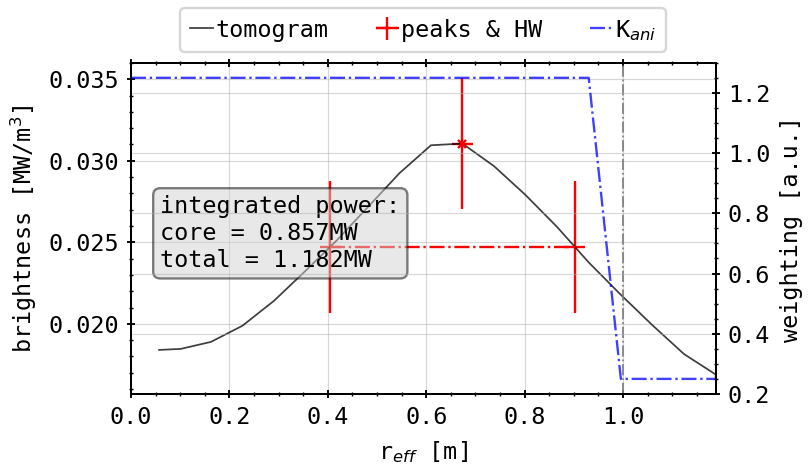 tomogram peaks & HW K_ani
0.035
0.030
0.025
0.020
brightness [MW/m³]
integrated power:
core = 0.857MW
total = 1.182MW
1.2
1.0
0.8
0.6
0.4
0.2
weighting [a.u.]
0.0 0.2 0.4 0.6 0.8 1.0
r_eff [m]